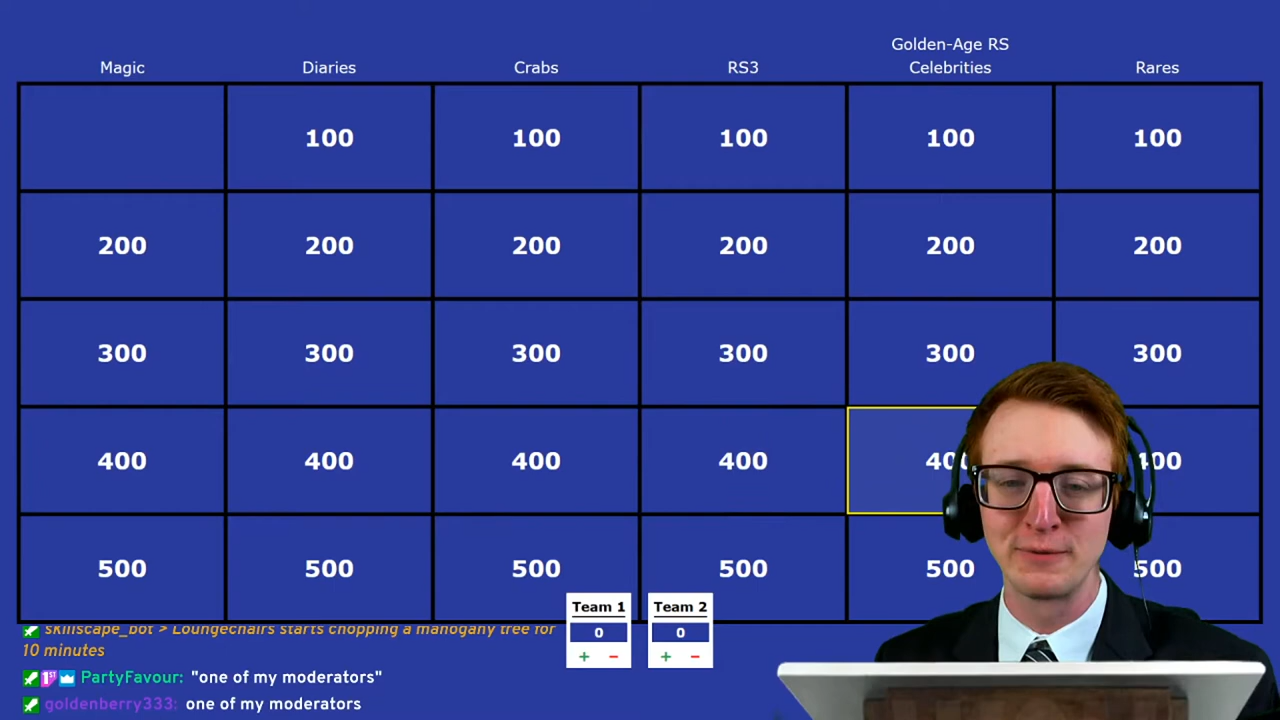 Golden-Age RS
Magic Diaries Crabs RS3 Celebrities Rares
100 100 100 100 100
200 200 200 200 200 200
300 300 300 300 300 300
400 400 400 400 400 400
500 500 500 500 500 500
Team 1 Team 2
0 0
+ − + −
skillscape_bot > Loungechairs starts chopping a mahogany tree for
10 minutes
1ST PartyFavour: "one of my moderators"
goldenberry333: one of my moderators